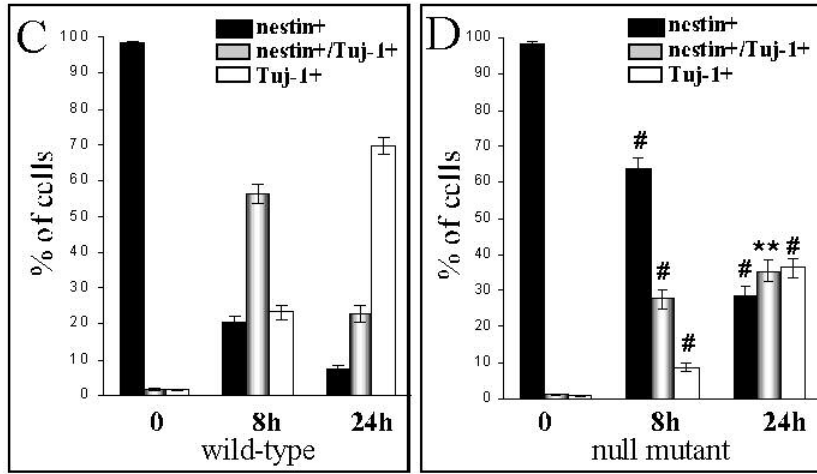 C
nestin+
nestin+/Tuj-1+
Tuj-1+
% of cells
100
90
80
70
60
50
40
30
20
10
0
0 8h 24h
wild-type
D
nestin+
nestin+/Tuj-1+
Tuj-1+
% of cells
100
90
80
70
60
50
40
30
20
10
0
#
#
#
# ** #
0 8h 24h
null mutant